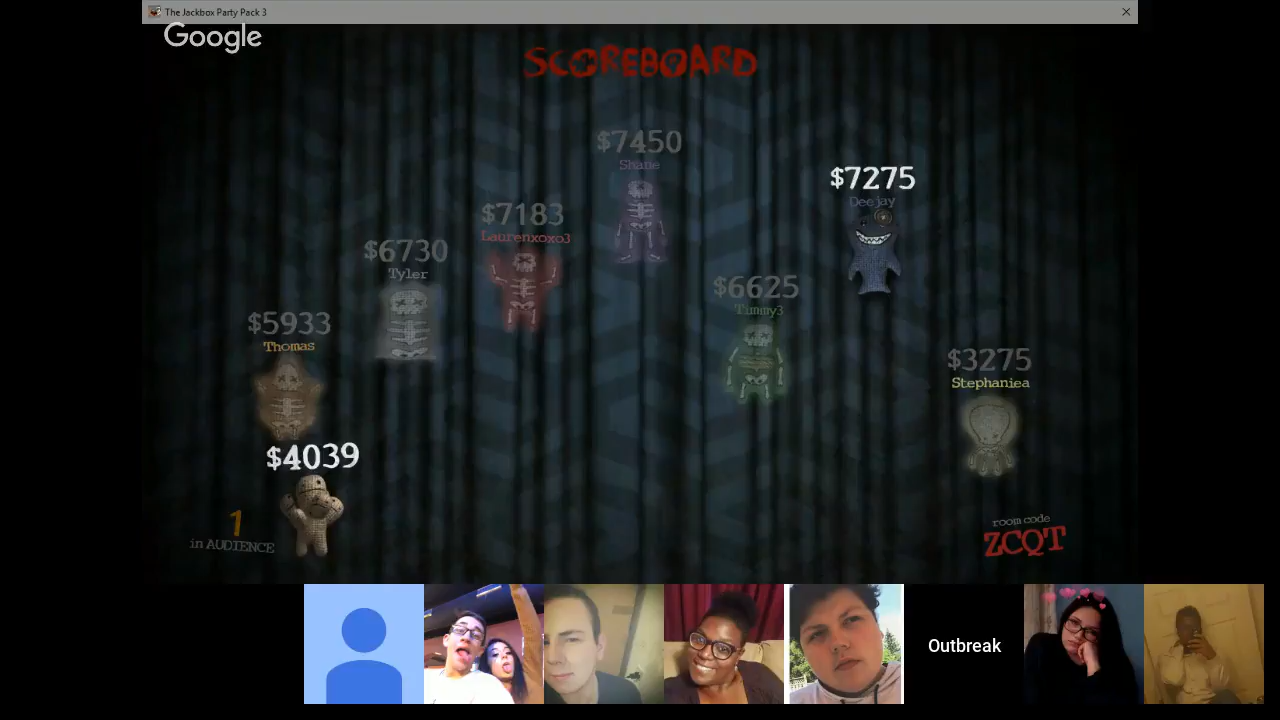 The Jackbox Party Pack 3
Google
SCOREBOARD
$7450
Shane
$7275
Deejay
$7183
Laurenxoxo3
$6730
Tyler
$6625
Timmy3
$5933
Thomas
$3275
Stephaniea
$4039
1
in AUDIENCE
room code
ZCQT
Outbreak